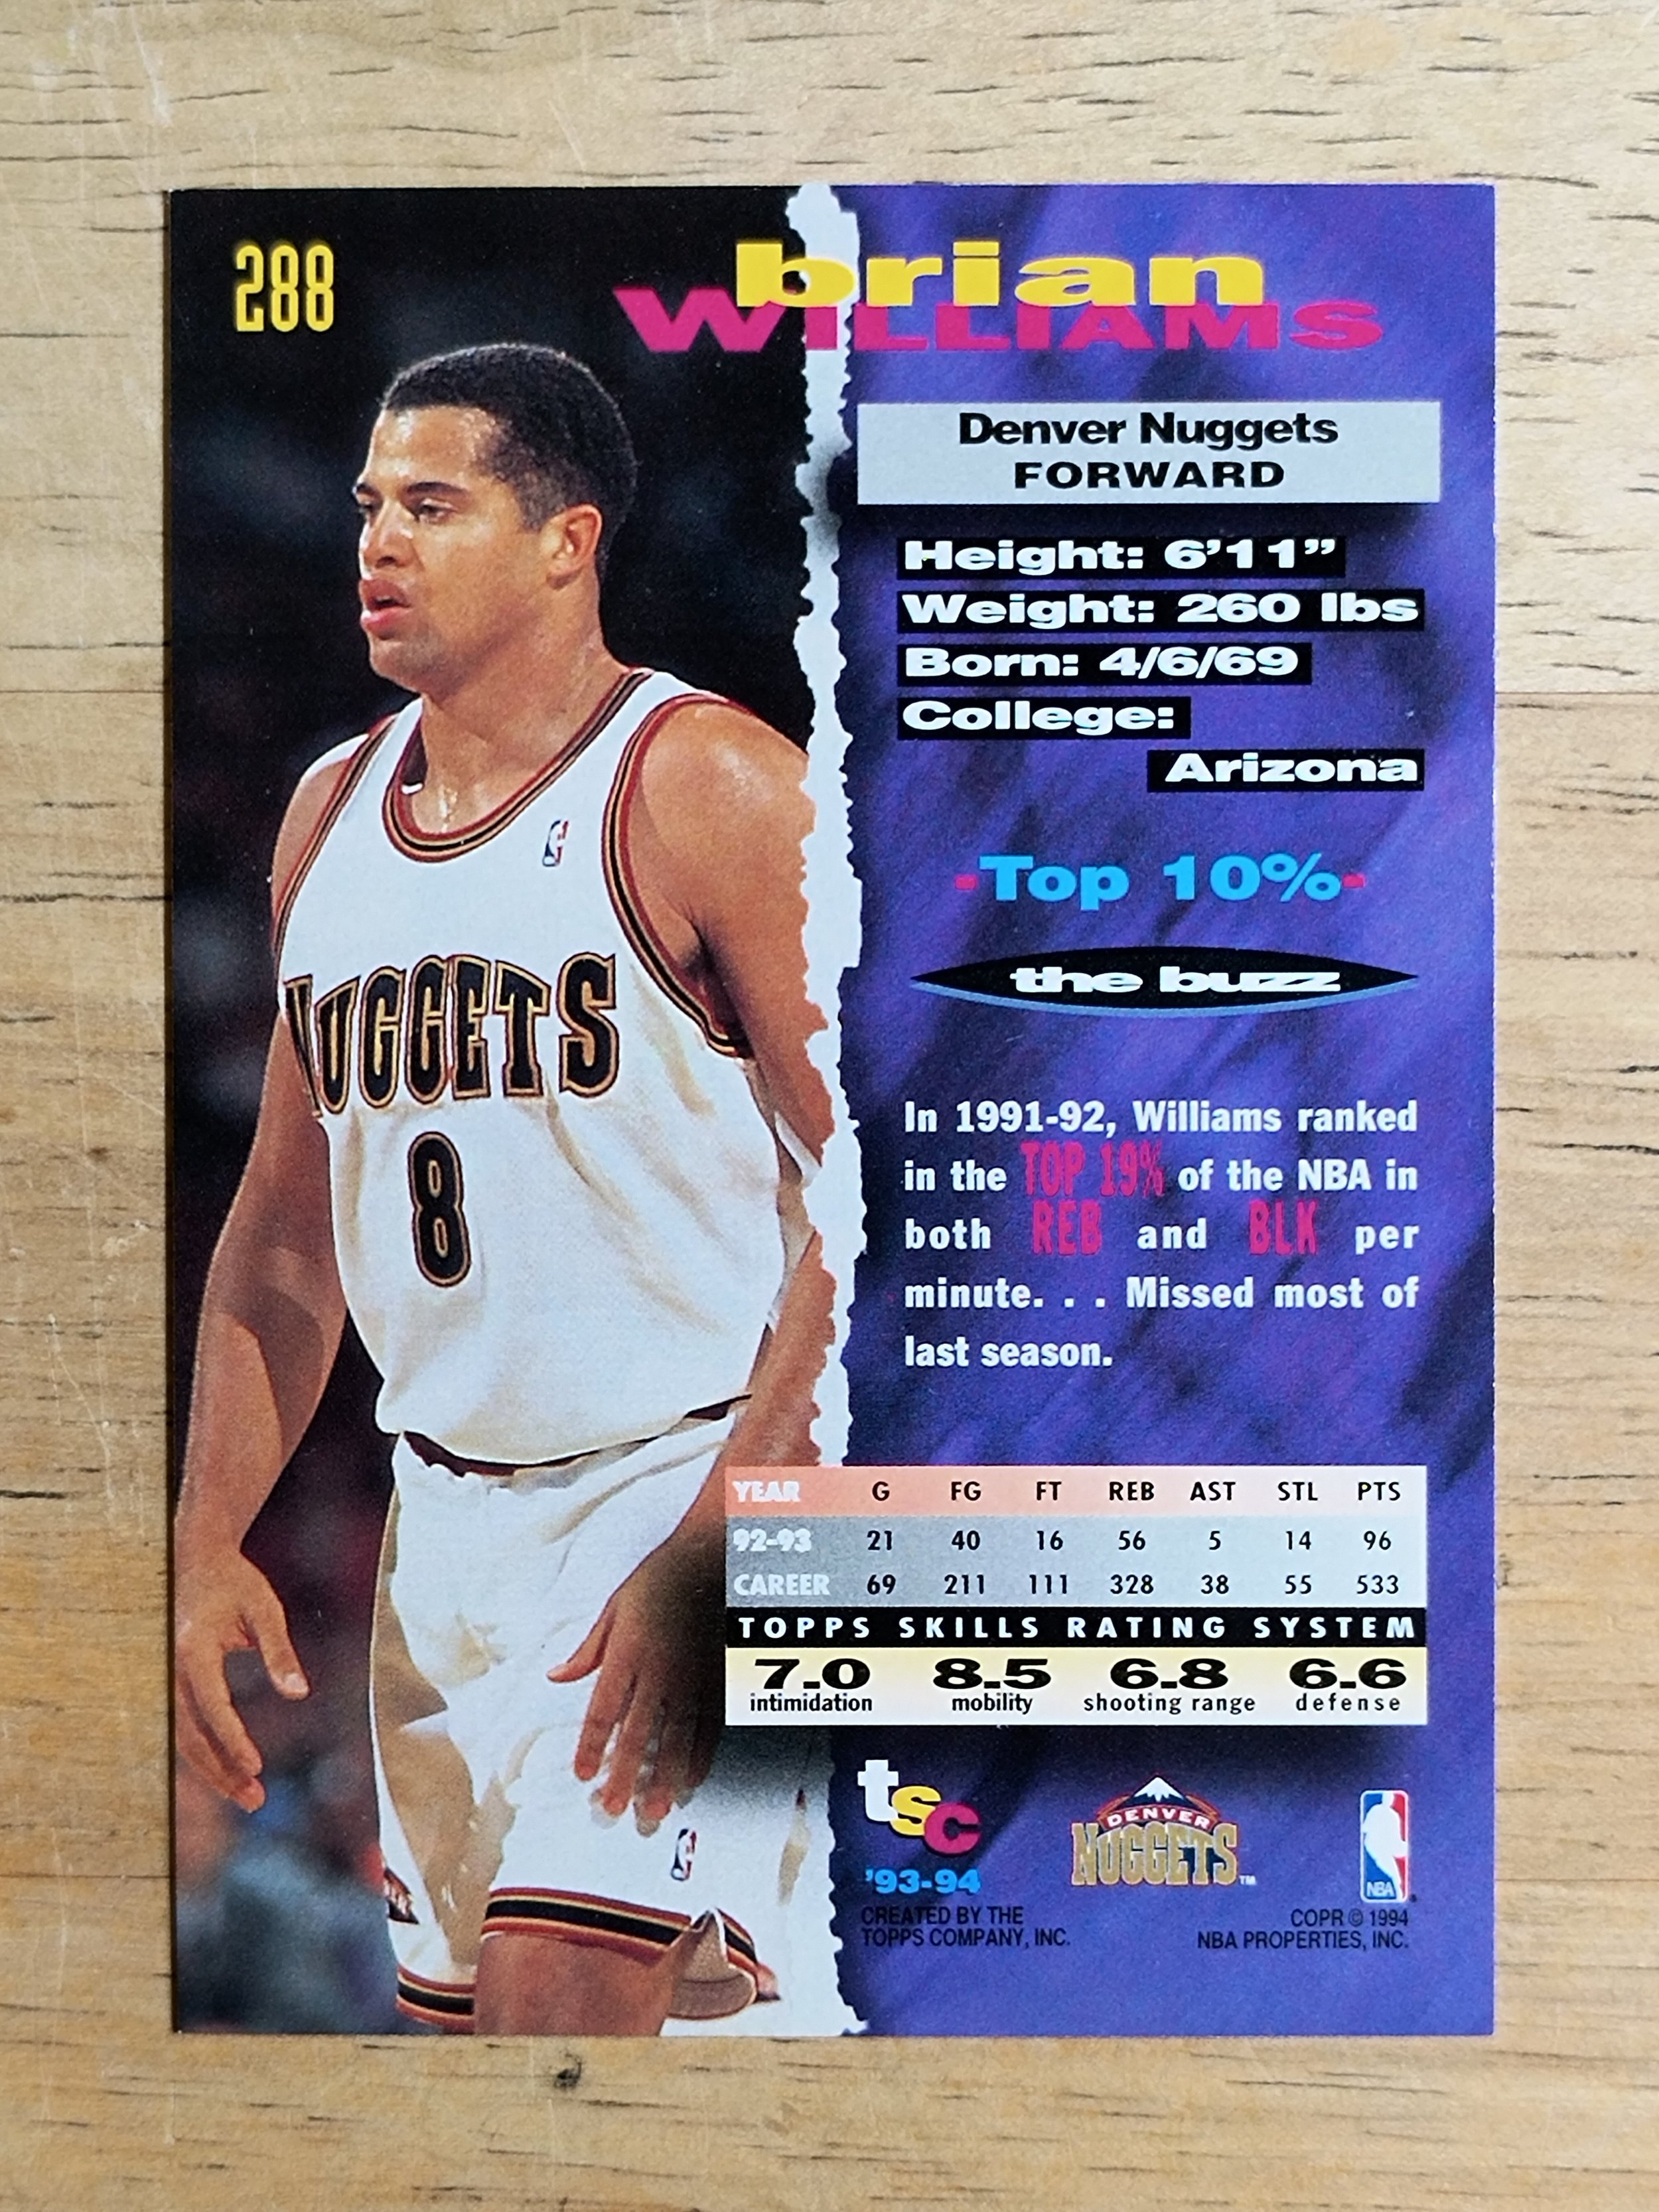 288
brian
WILLIAMS
Denver Nuggets
FORWARD
Height: 6'11”
Weight: 260 lbs
Born: 4/6/69
College:
Arizona
-Top 10%-
the buzz
In 1991-92, Williams ranked
in the TOP 19% of the NBA in
both REB and BLK per
minute. . . Missed most of
last season.
NUGGETS
8
YEAR G FG FT REB AST STL PTS
92-93 21 40 16 56 5 14 96
CAREER 69 211 111 328 38 55 533
TOPPS SKILLS RATING SYSTEM
7.0 8.5 6.8 6.6
intimidation mobility shooting range defense
tsc
'93-94
CREATED BY THE
TOPPS COMPANY, INC.
DENVER
NUGGETS™
NBA
COPR © 1994
NBA PROPERTIES, INC.